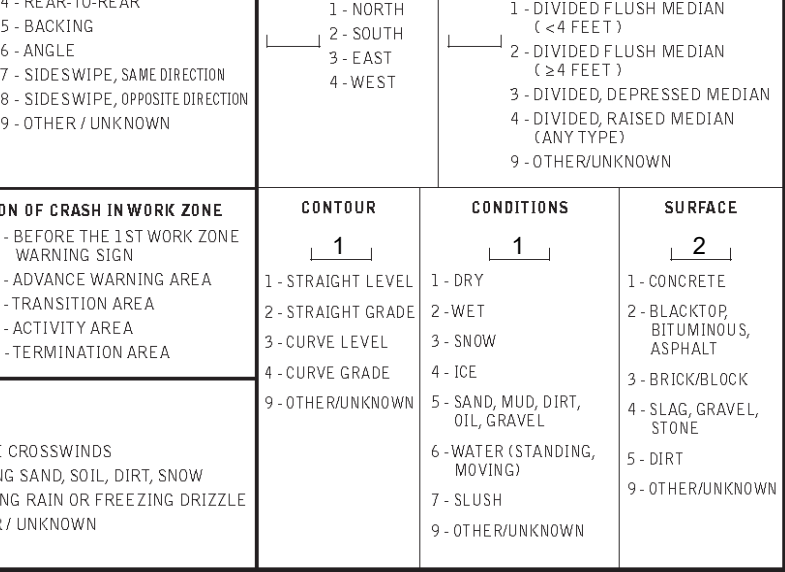 4 - REAR-TO-REAR
5 - BACKING
6 - ANGLE
7 - SIDESWIPE, SAME DIRECTION
8 - SIDESWIPE, OPPOSITE DIRECTION
9 - OTHER / UNKNOWN
1 - NORTH
2 - SOUTH
3 - EAST
4 - WEST
1 - DIVIDED FLUSH MEDIAN
( <4 FEET )
2 - DIVIDED FLUSH MEDIAN
( ≥4 FEET )
3 - DIVIDED, DEPRESSED MEDIAN
4 - DIVIDED, RAISED MEDIAN
(ANY TYPE)
9 - OTHER/UNKNOWN
ON OF CRASH IN WORK ZONE
- BEFORE THE 1ST WORK ZONE
WARNING SIGN
- ADVANCE WARNING AREA
- TRANSITION AREA
- ACTIVITY AREA
- TERMINATION AREA
CROSSWINDS
NG SAND, SOIL, DIRT, SNOW
NG RAIN OR FREEZING DRIZZLE
R / UNKNOWN
CONTOUR
1
1 - STRAIGHT LEVEL
2 - STRAIGHT GRADE
3 - CURVE LEVEL
4 - CURVE GRADE
9 - OTHER/UNKNOWN
CONDITIONS
1
1 - DRY
2 - WET
3 - SNOW
4 - ICE
5 - SAND, MUD, DIRT,
OIL, GRAVEL
6 - WATER (STANDING,
MOVING)
7 - SLUSH
9 - OTHER/UNKNOWN
SURFACE
2
1 - CONCRETE
2 - BLACKTOP,
BITUMINOUS,
ASPHALT
3 - BRICK/BLOCK
4 - SLAG, GRAVEL,
STONE
5 - DIRT
9 - OTHER/UNKNOWN